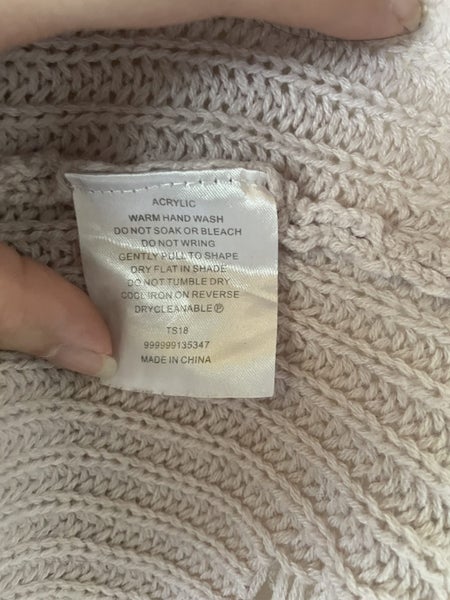 ACRYLIC
WARM HAND WASH
DO NOT SOAK OR BLEACH
DO NOT WRING
GENTLY PULL TO SHAPE
DRY FLAT IN SHADE
DO NOT TUMBLE DRY
COOL IRON ON REVERSE
DRYCLEANABLE Ⓟ
TS18
999999135347
MADE IN CHINA